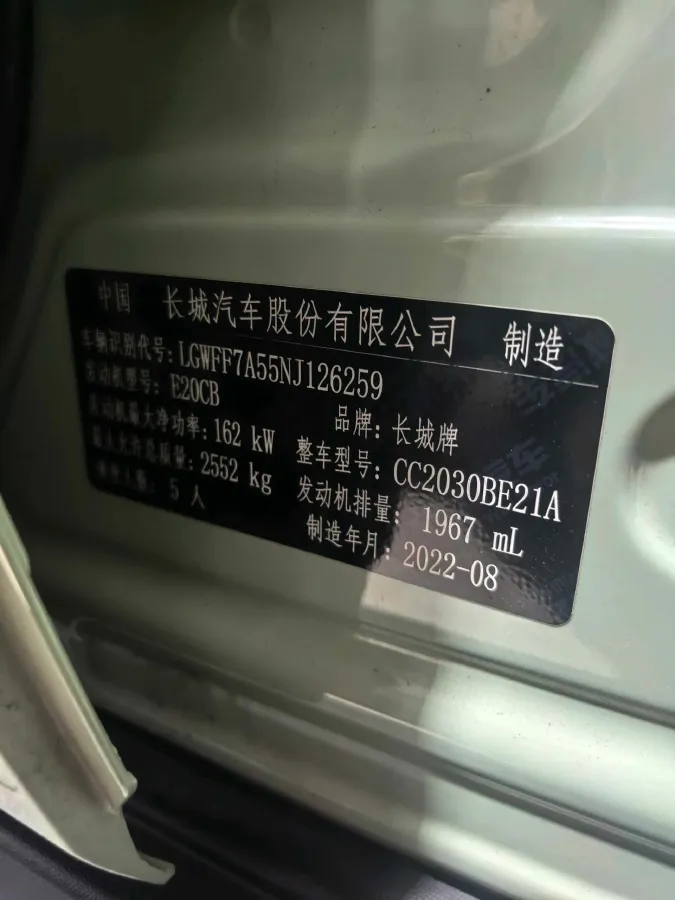 中国 长城汽车股份有限公司 制造
车辆识别代号: LGWFF7A55NJ126259
发动机型号: E20CB 品牌: 长城牌
发动机最大净功率: 162 kW 整车型号: CC2030BE21A
最大允许总质量: 2552 kg 发动机排量: 1967 mL
乘坐人数: 5 人 制造年月: 2022-08